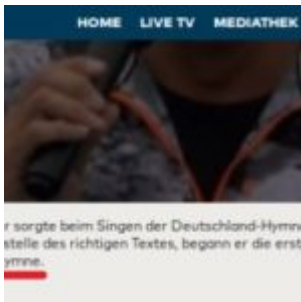 HOME LIVE TV MEDIATHEK
r sorgte beim Singen der Deutschland-Hymn
stelle des richtigen Textes, begann er die erst
ymne.